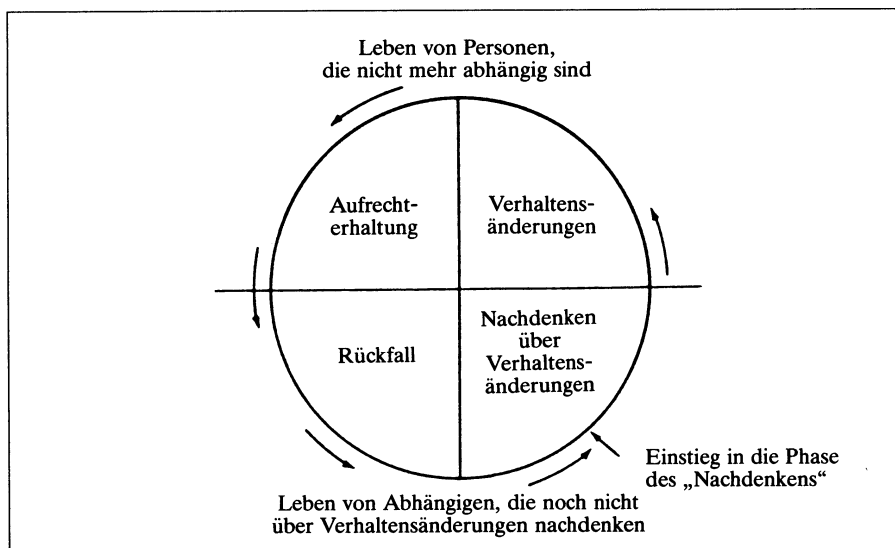 Leben von Personen,
die nicht mehr abhängig sind
Aufrecht-
erhaltung
Verhaltens-
änderungen
Rückfall
Nachdenken
über
Verhaltens-
änderungen
Einstieg in die Phase
des „Nachdenkens“
Leben von Abhängigen, die noch nicht
über Verhaltensänderungen nachdenken